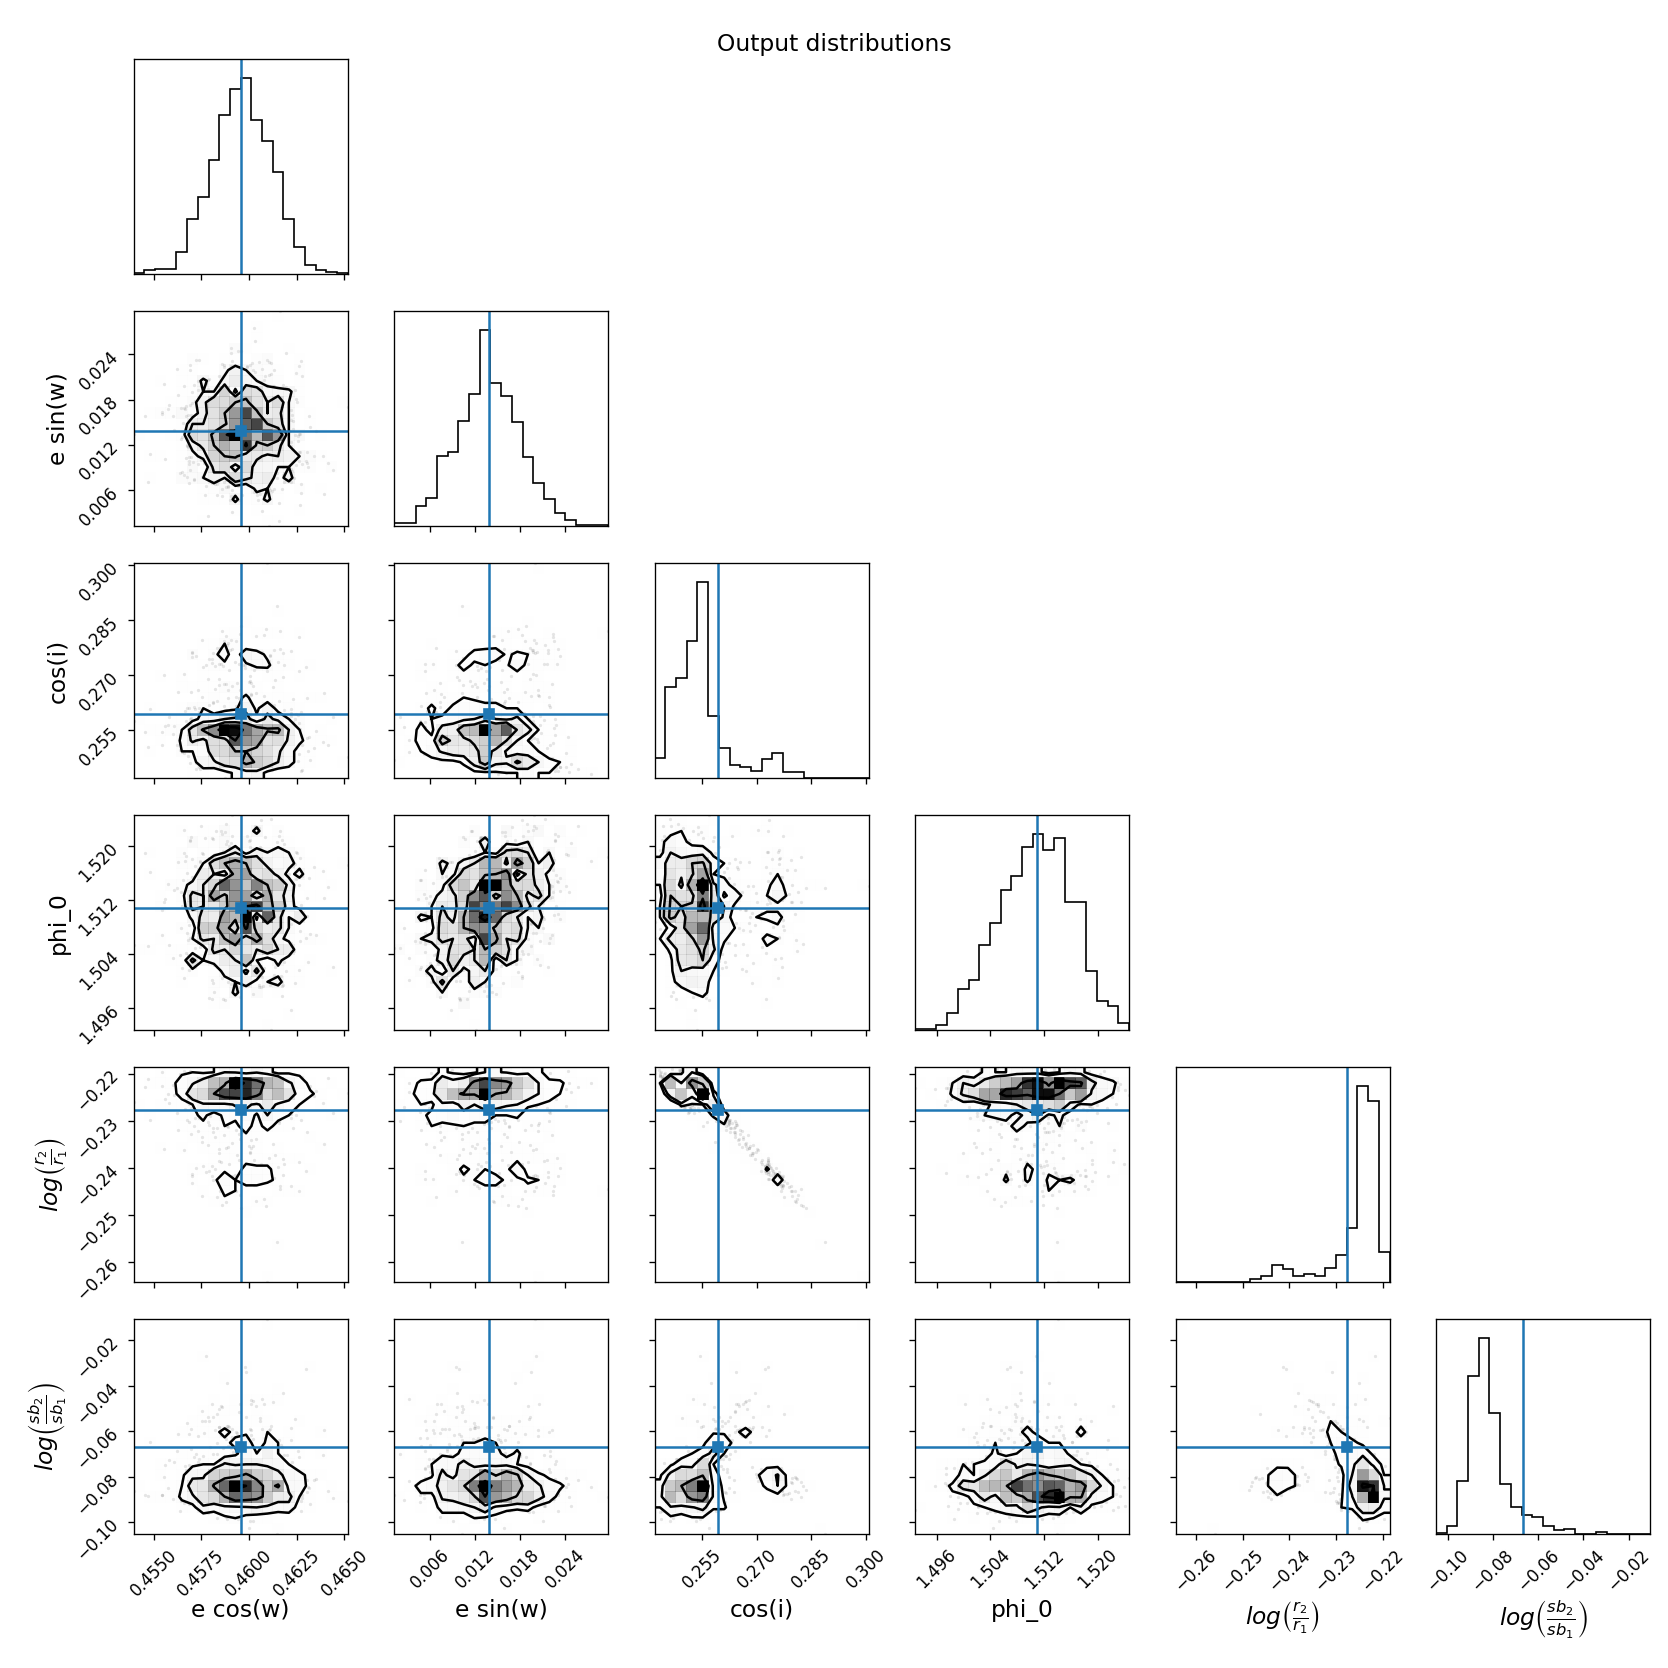 Output distributions
e sin(w)
0.024
0.018
0.012
0.006
cos(i)
0.300
0.285
0.270
0.255
phi_0
1.520
1.512
1.504
1.496
log(r2/r1)
−0.22
−0.23
−0.24
−0.25
−0.26
log(sb2/sb1)
−0.02
−0.04
−0.06
−0.08
−0.10
0.4550 0.4575 0.4600 0.4625 0.4650 0.006 0.012 0.018 0.024 0.255 0.270 0.285 0.300 1.496 1.504 1.512 1.520 −0.26 −0.25 −0.24 −0.23 −0.22 −0.10 −0.08 −0.06 −0.04 −0.02
e cos(w) e sin(w) cos(i) phi_0 log(r2/r1) log(sb2/sb1)